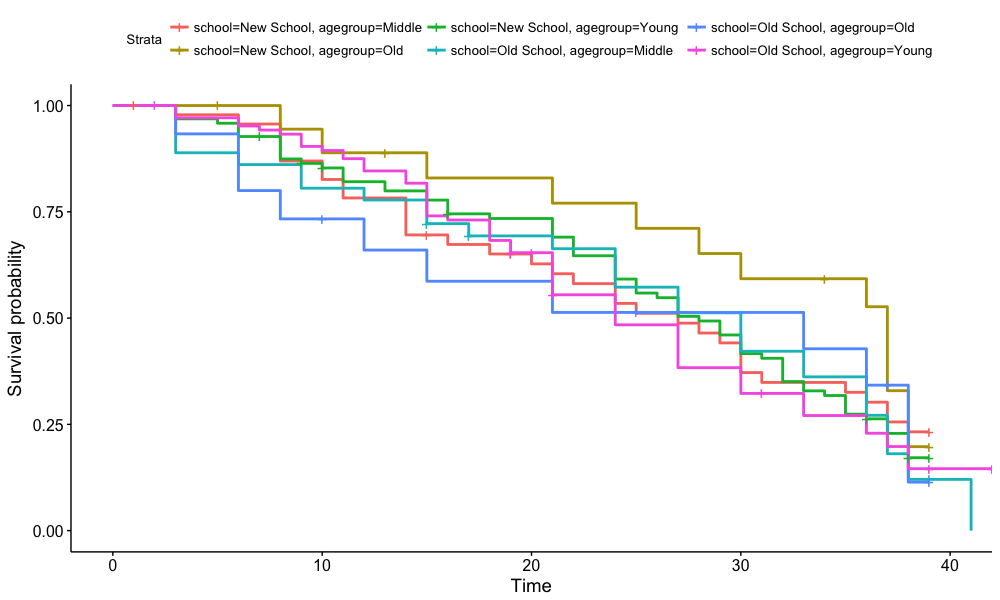 Strata
school=New School, agegroup=Middle school=New School, agegroup=Young school=Old School, agegroup=Old
school=New School, agegroup=Old school=Old School, agegroup=Middle school=Old School, agegroup=Young
Survival probability
1.00
0.75
0.50
0.25
0.00
0 10 20 30 40
Time